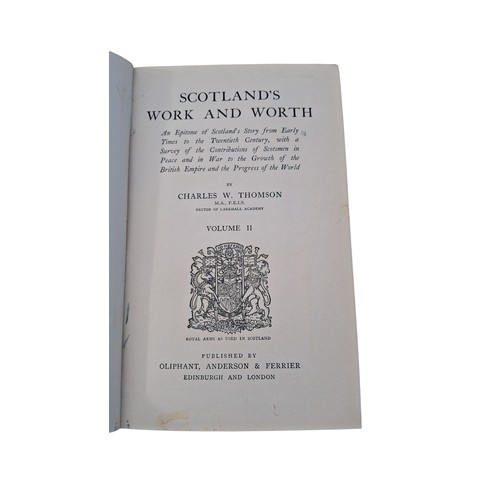 SCOTLAND'S
WORK AND WORTH
An Epitome of Scotland's Story from Early
Times to the Twentieth Century, with a
Survey of the Contributions of Scotsmen in
Peace and in War to the Growth of the
British Empire and the Progress of the World
BY
CHARLES W. THOMSON
M.A., F.E.I.S.
RECTOR OF LARKHALL ACADEMY
VOLUME II
ROYAL ARMS AS USED IN SCOTLAND
PUBLISHED BY
OLIPHANT, ANDERSON & FERRIER
EDINBURGH AND LONDON